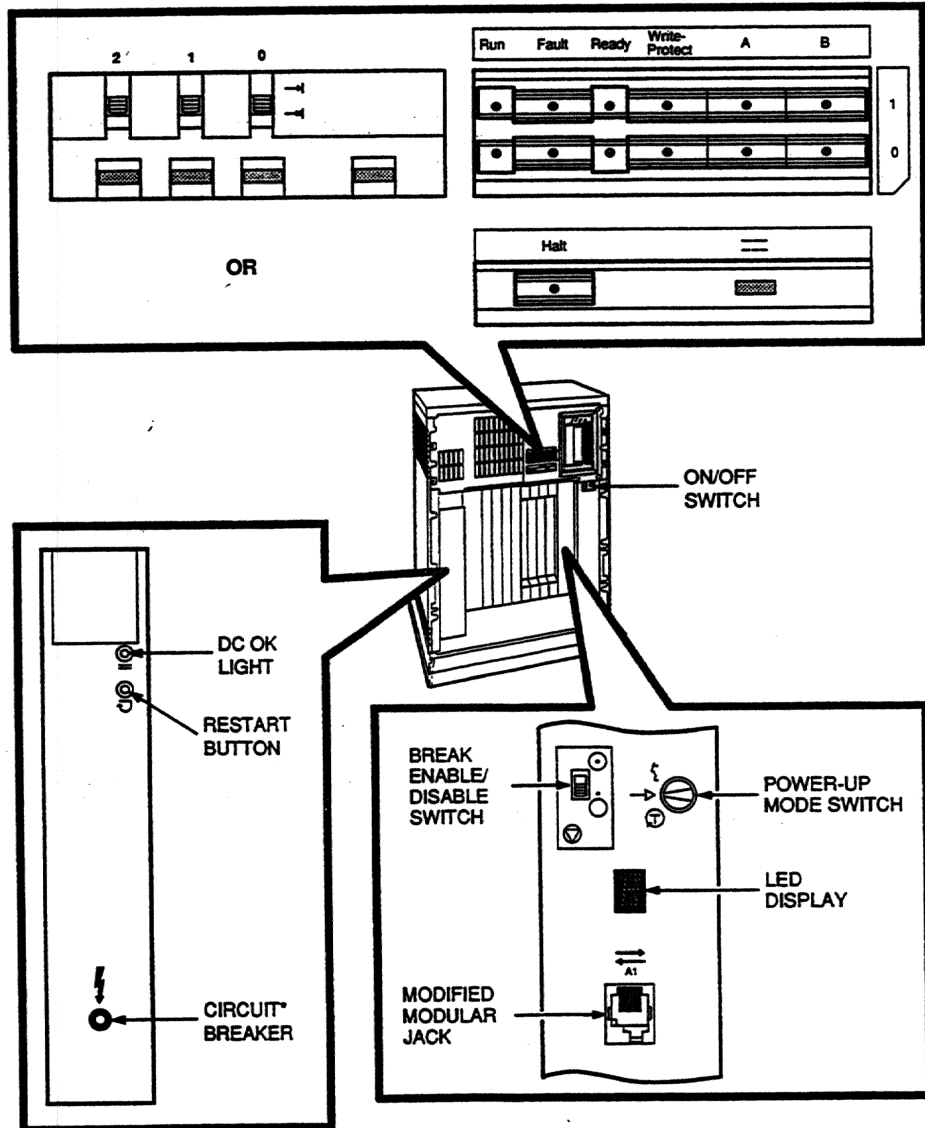 2 1 0
Run Fault Ready Write-
Protect A B
1
0
Halt
OR
ON/OFF
SWITCH
DC OK
LIGHT
RESTART
BUTTON
CIRCUIT*
BREAKER
BREAK
ENABLE/
DISABLE
SWITCH
POWER-UP
MODE SWITCH
T
LED
DISPLAY
A1
MODIFIED
MODULAR
JACK